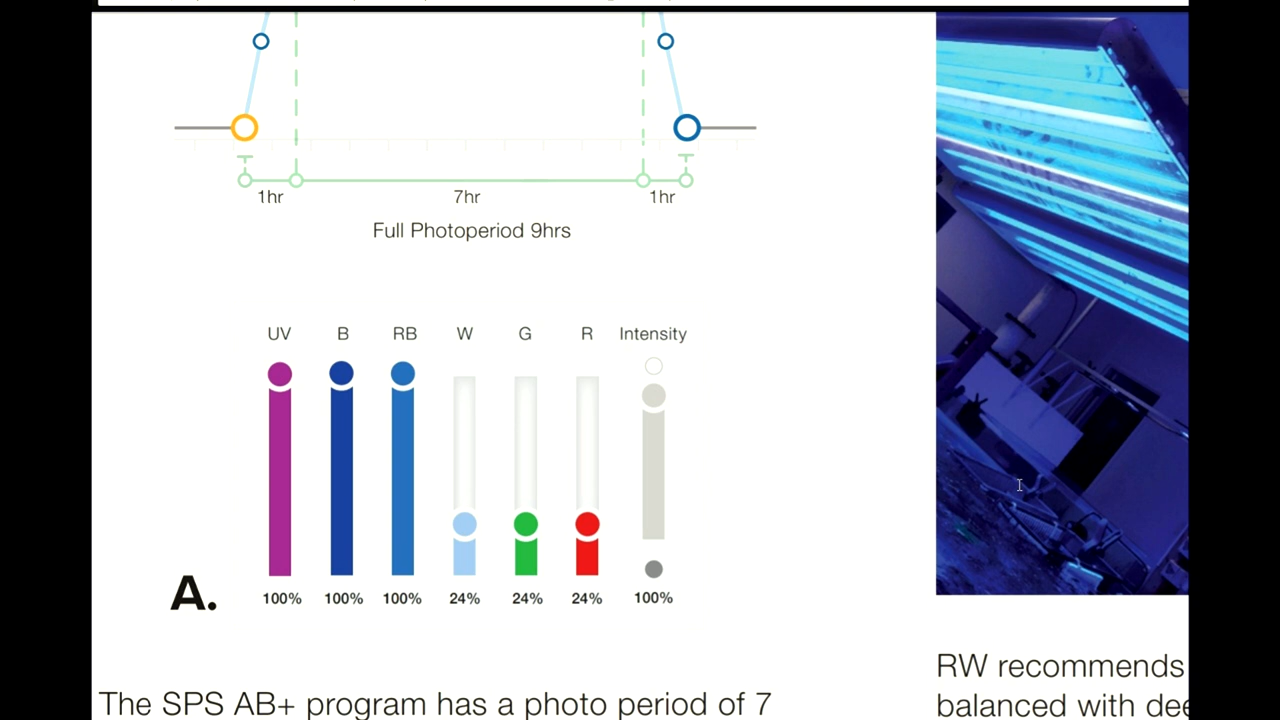 1hr 7hr 1hr
Full Photoperiod 9hrs
UV B RB W G R Intensity
A.
100% 100% 100% 24% 24% 24% 100%
The SPS AB+ program has a photo period of 7
RW recommends
balanced with